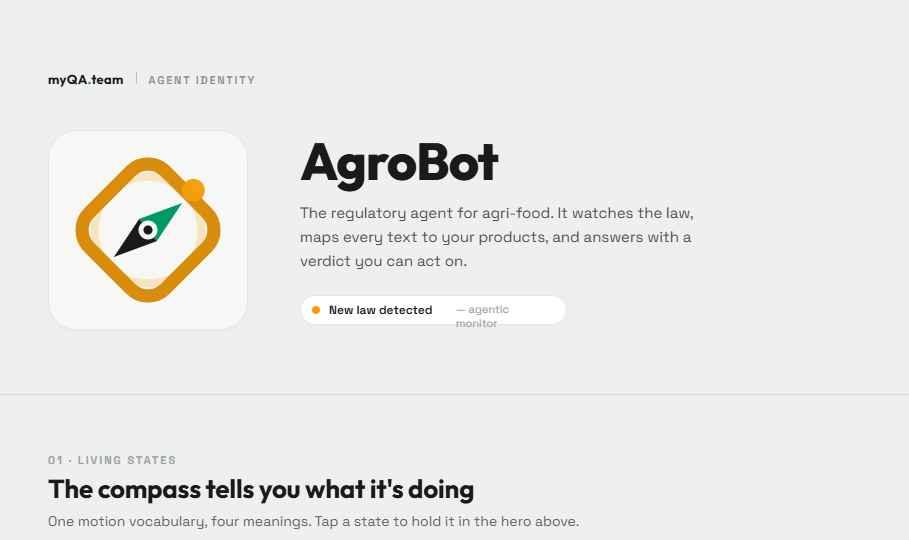 myQA.team
AGENT IDENTITY
AgroBot
The regulatory agent for agri-food. It watches the law,
maps every text to your products, and answers with a
verdict you can act on.
New law detected
— agentic
monitor
01 · LIVING STATES
The compass tells you what it's doing
One motion vocabulary, four meanings. Tap a state to hold it in the hero above.